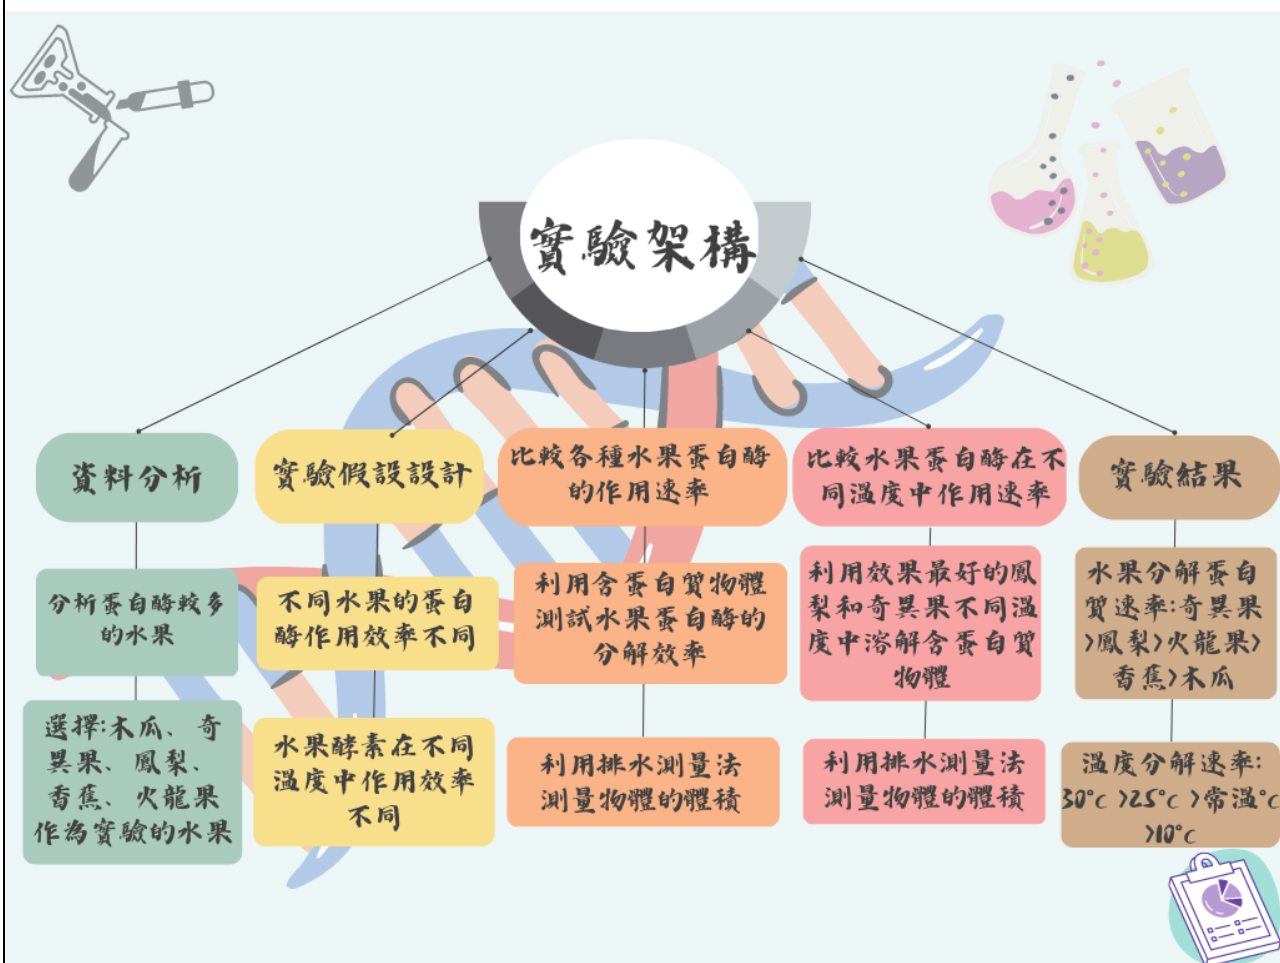 實驗架構
資料分析
分析蛋白酶較多
的水果
選擇:木瓜、奇
異果、鳳梨、
香蕉、火龍果
作為實驗的水果
實驗假設設計
不同水果的蛋白
酶作用效率不同
水果酵素在不同
溫度中作用效率
不同
比較各種水果蛋白酶
的作用速率
利用含蛋白質物體
測試水果蛋白酶的
分解效率
利用排水測量法
測量物體的體積
比較水果蛋白酶在不
同溫度中作用速率
利用效果最好的鳳
梨和奇異果不同溫
度中溶解含蛋白質
物體
利用排水測量法
測量物體的體積
實驗結果
水果分解蛋白
質速率:奇異果
>鳳梨>火龍果>
香蕉>木瓜
溫度分解速率:
30°c >25°c >常溫°c
>10°c